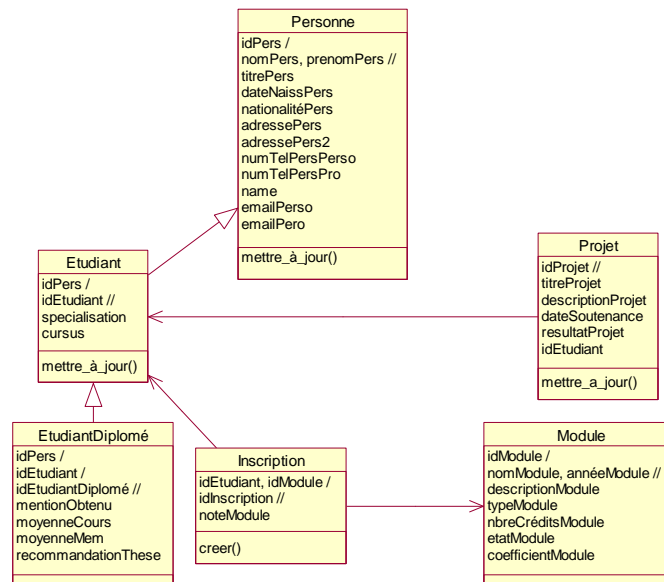 Personne
idPers /
nomPers, prenomPers //
titrePers
dateNaissPers
nationalitéPers
adressePers
adressePers2
numTelPersPerso
numTelPersPro
name
emailPerso
emailPero
mettre_à_jour()
Etudiant
idPers /
idEtudiant //
specialisation
cursus
mettre_à_jour()
Projet
idProjet //
titreProjet
descriptionProjet
dateSoutenance
resultatProjet
idEtudiant
mettre_a_jour()
EtudiantDiplomé
idPers /
idEtudiant /
idEtudiantDiplomé //
mentionObtenu
moyenneCours
moyenneMem
recommandationThese
Inscription
idEtudiant, idModule /
idInscription //
noteModule
creer()
Module
idModule /
nomModule, annéeModule //
descriptionModule
typeModule
nbreCréditsModule
etatModule
coefficientModule